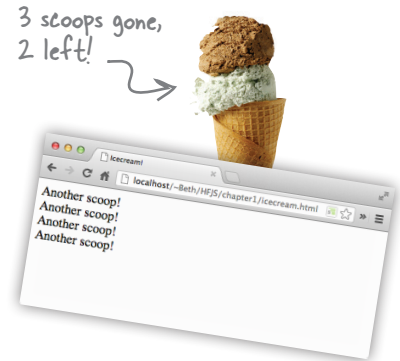 3 scoops gone,
2 left!
Icecream!
localhost/~Beth/HFJS/chapter1/icecream.html
Another scoop!
Another scoop!
Another scoop!
Another scoop!